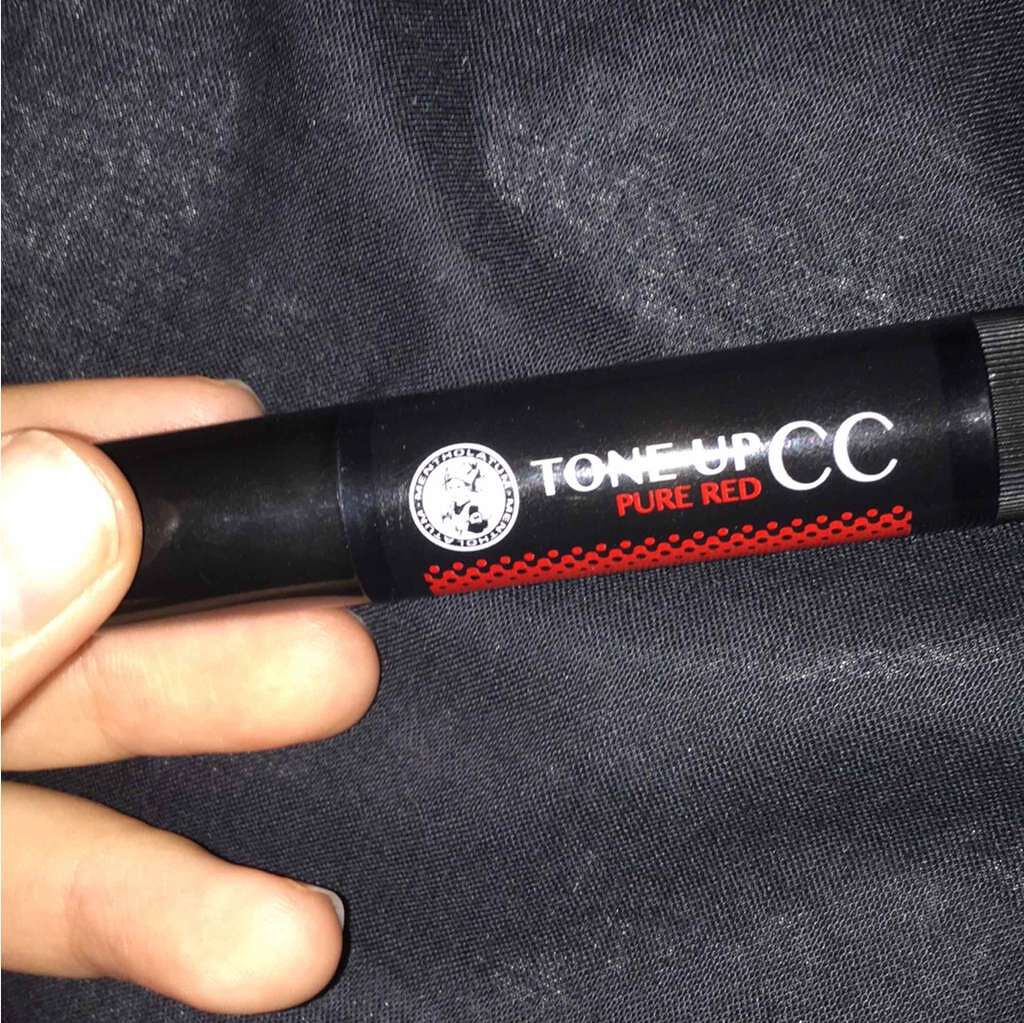 MENTHOLATUM · MENTHOLATUM ·
TONE UP CC
PURE RED